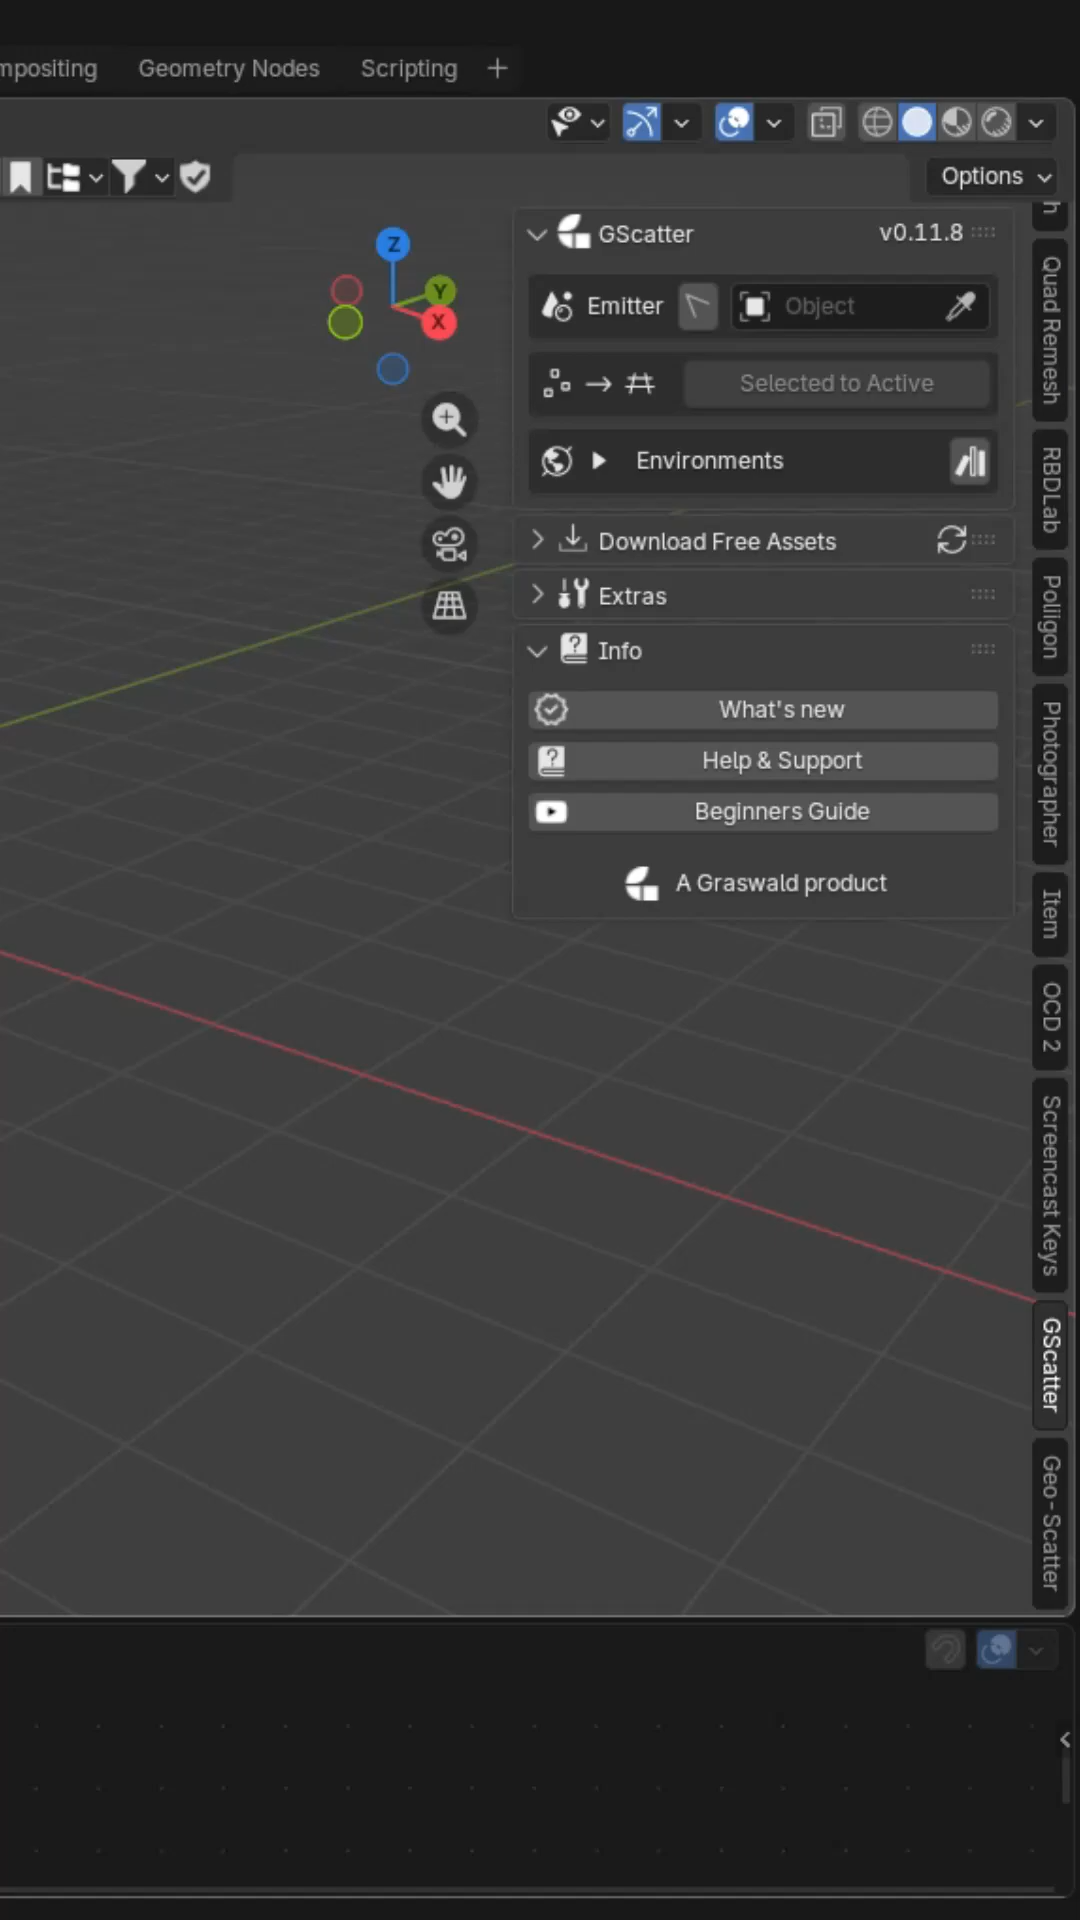 mpositing
Geometry Nodes
Scripting
+
Options
GScatter
v0.11.8
Emitter
Object
Selected to Active
Environments
Download Free Assets
Extras
Info
What's new
Help & Support
Beginners Guide
A Graswald product
Z
Y
X
h
Quad Remesh
RBDLab
Poliigon
Photographer
Item
OCD 2
Screencast Keys
GScatter
Geo-Scatter